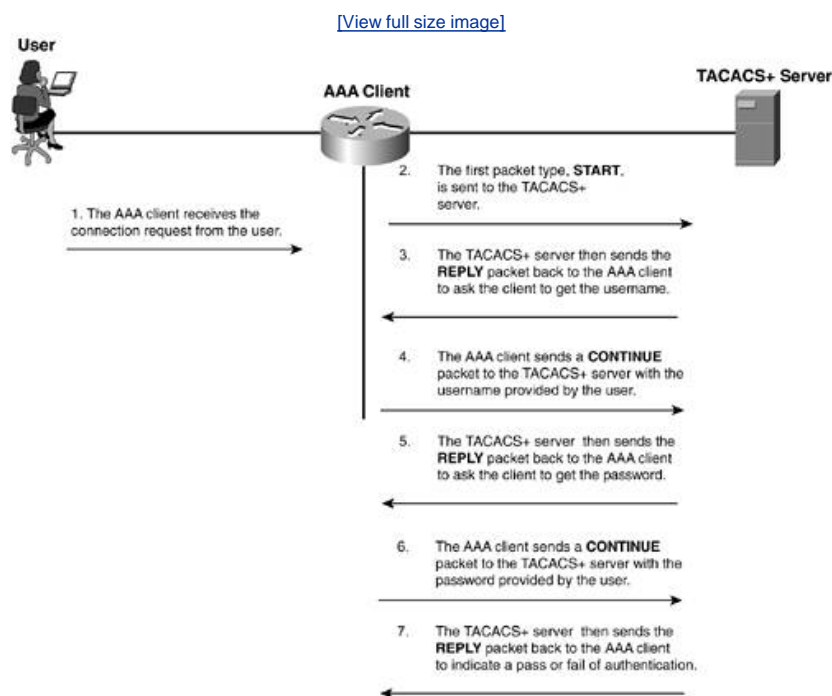 [View full size image]
User
AAA Client
TACACS+ Server
1. The AAA client receives the
connection request from the user.
2. The first packet type, START,
is sent to the TACACS+
server.
3. The TACACS+ server then sends the
REPLY packet back to the AAA client
to ask the client to get the username.
4. The AAA client sends a CONTINUE
packet to the TACACS+ server with the
username provided by the user.
5. The TACACS+ server then sends the
REPLY packet back to the AAA client
to ask the client to get the password.
6. The AAA client sends a CONTINUE
packet to the TACACS+ server with the
password provided by the user.
7. The TACACS+ server then sends the
REPLY packet back to the AAA client
to indicate a pass or fail of authentication.